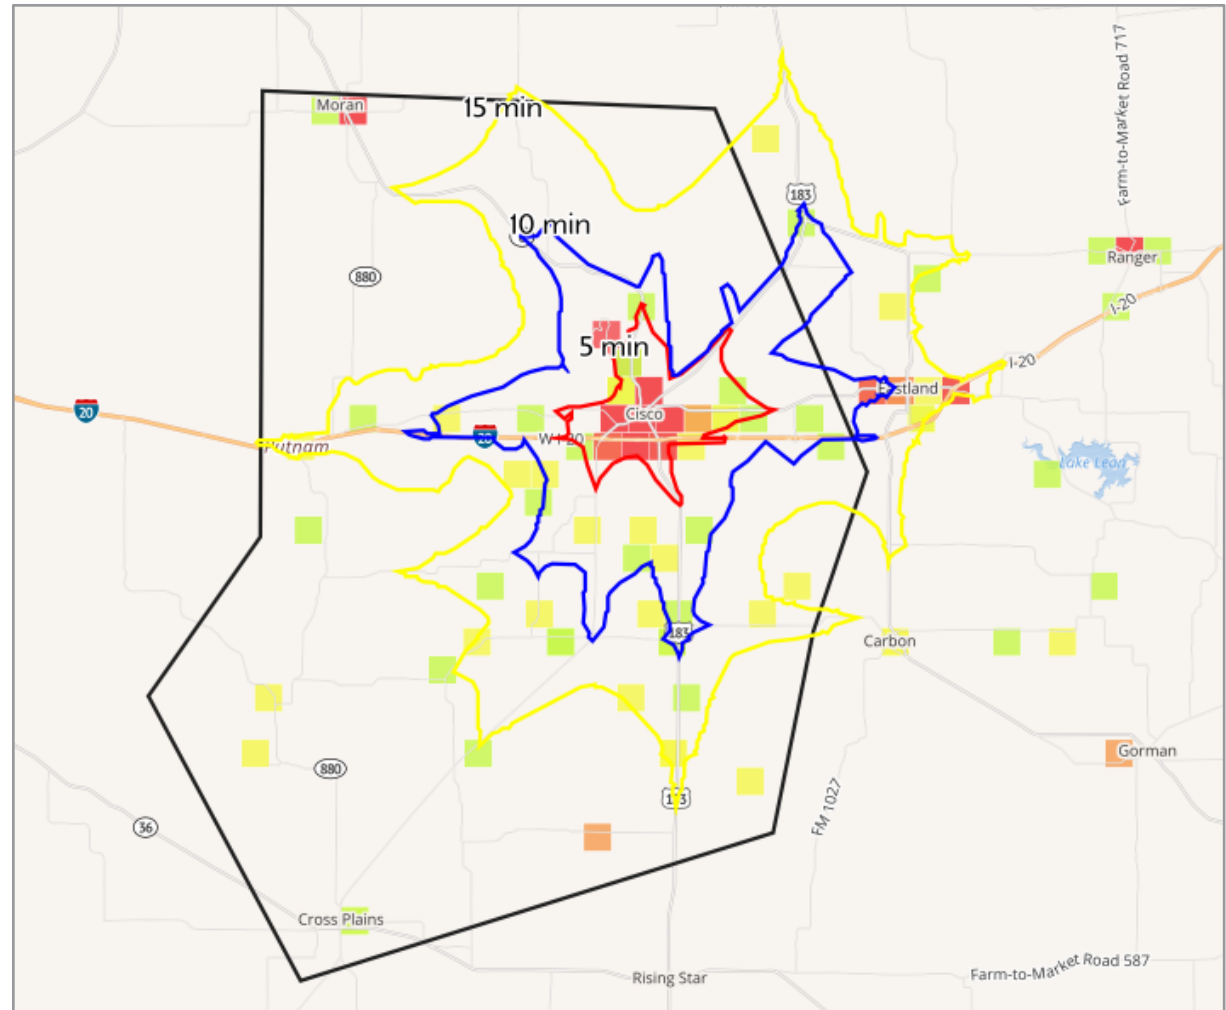 Farm-to-Market Road 717
Moran
15 min
183
10 min
880
Ranger
I-20
5 min
I-20
Eastland
20
Cisco
20
W I-20
Putnam
Lake Leon
183
Carbon
880
Gorman
183
FM 1027
36
Cross Plains
Rising Star
Farm-to-Market Road 587